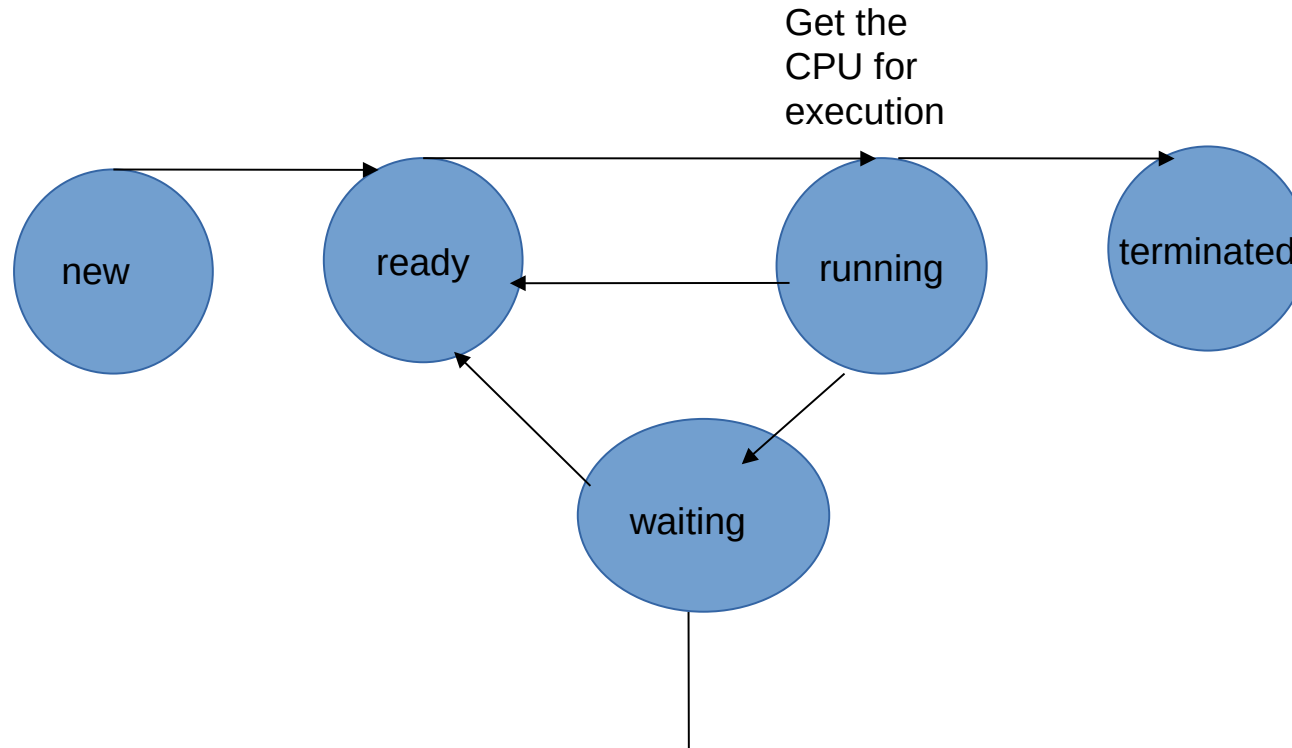 Get the
CPU for
execution
new
ready
running
terminated
waiting